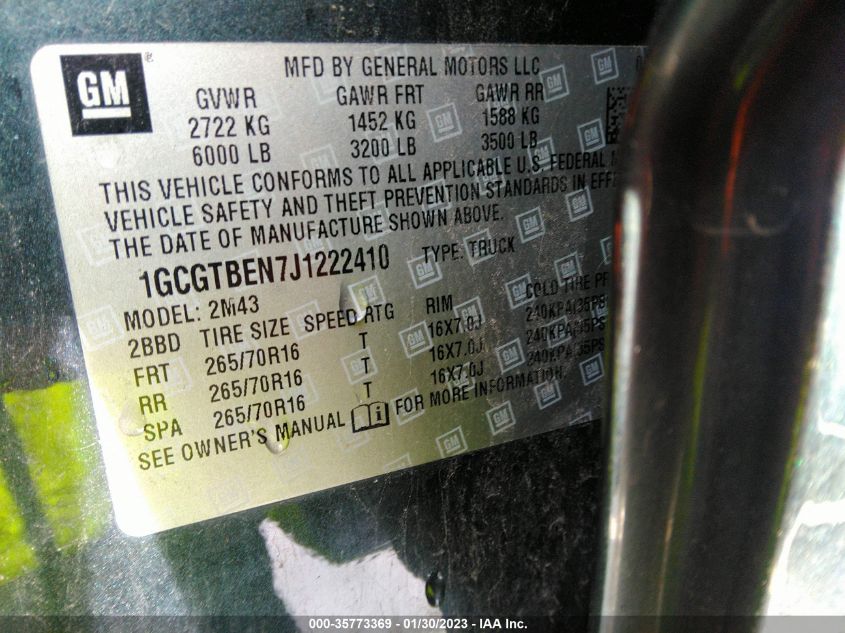 GM
MFD BY GENERAL MOTORS LLC
GVWR GAWR FRT GAWR RR
2722 KG 1452 KG 1588 KG
6000 LB 3200 LB 3500 LB
THIS VEHICLE CONFORMS TO ALL APPLICABLE U.S. FEDERAL
VEHICLE SAFETY AND THEFT PREVENTION STANDARDS IN EFFE
THE DATE OF MANUFACTURE SHOWN ABOVE.
1GCGTBEN7J1222410 TYPE: TRUCK
MODEL: 2M43
2BBD TIRE SIZE SPEED RTG RIM COLD TIRE PR
FRT 265/70R16 T 16X7.0J 240KPA/35PS
RR 265/70R16 T 16X7.0J 240KPA/35PS
SPA 265/70R16 T 16X7.0J 240KPA/35PS
SEE OWNER'S MANUAL FOR MORE INFORMATION.
000-35773369 - 01/30/2023 - IAA Inc.